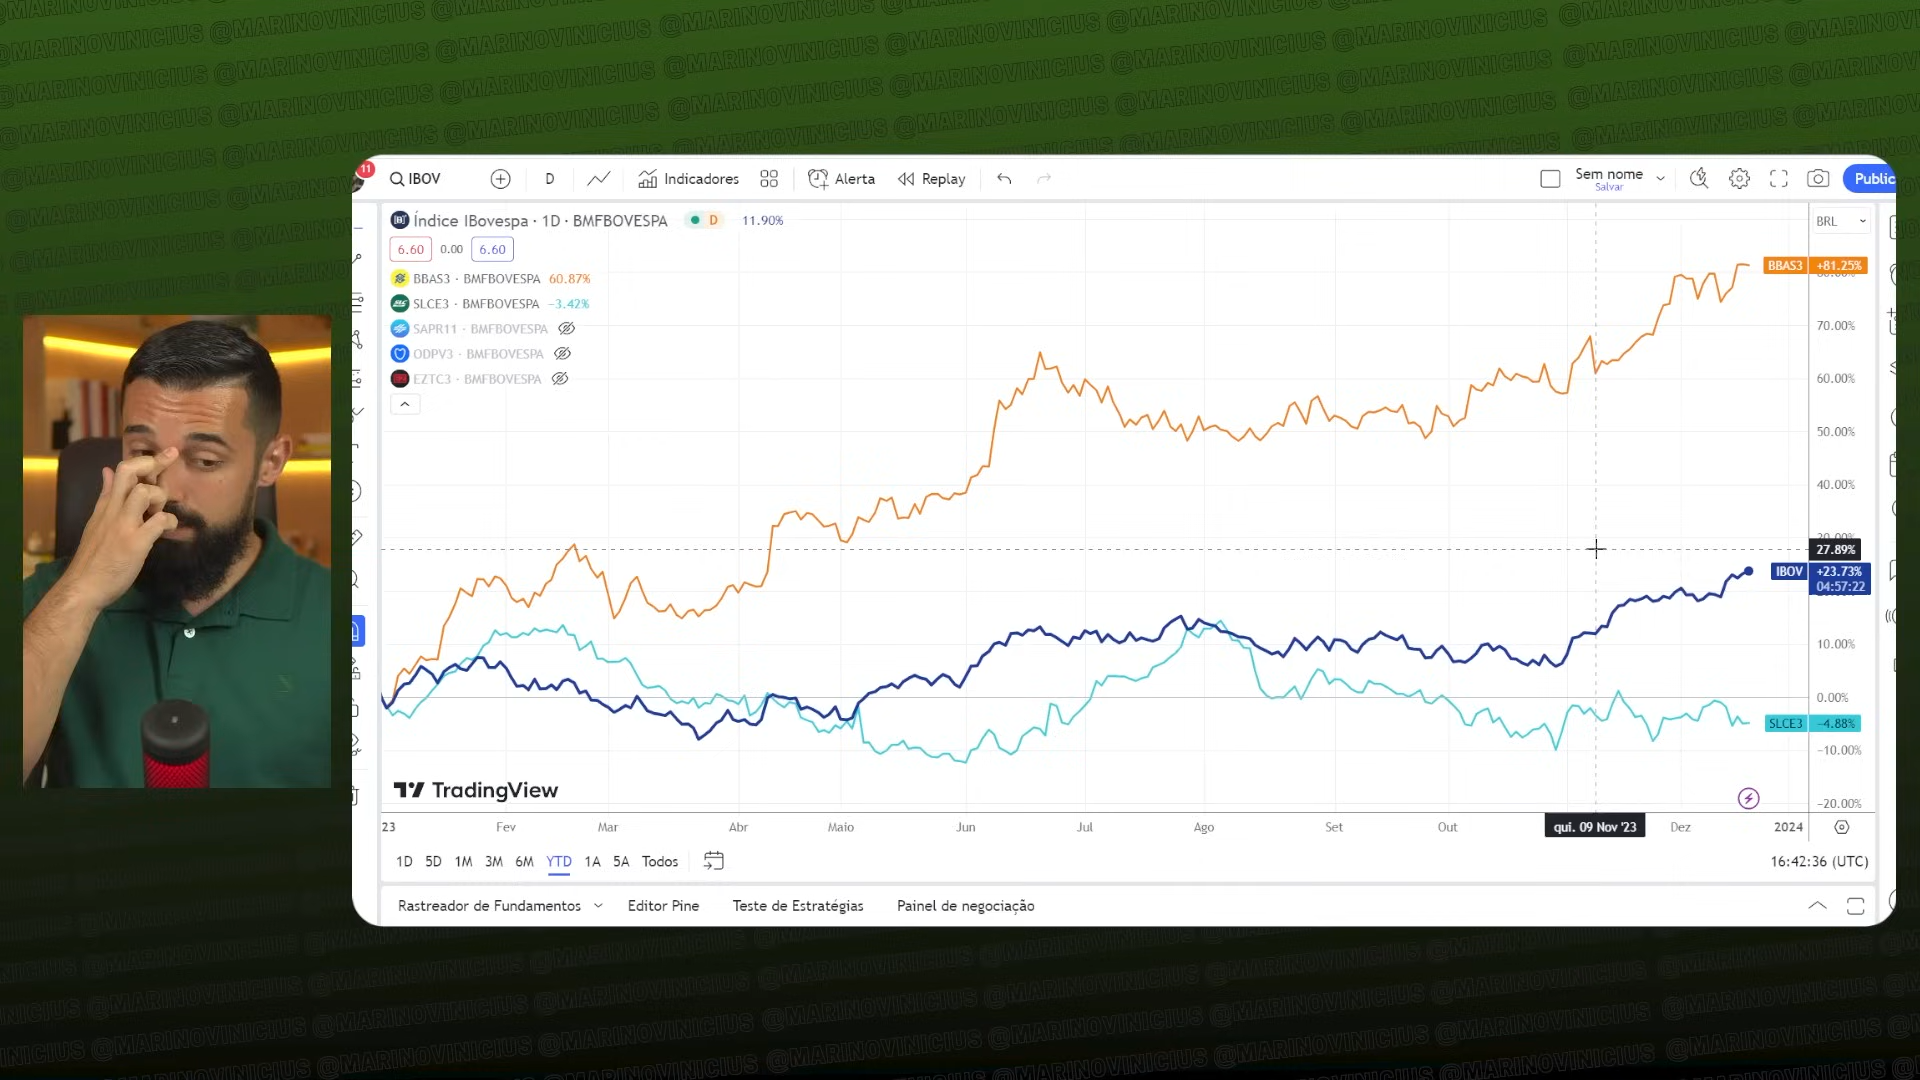 @MARINOVINICIUS @MARINOVINICIUS @MARINOVINICIUS @MARINOVINICIUS
11
IBOV
D
Indicadores
Alerta
Replay
Sem nome
Salvar
Public
Índice IBovespa · 1D · BMFBOVESPA
D
11.90%
BRL
6.60
0.00
6.60
BBAS3 · BMFBOVESPA 60.87%
SLCE3 · BMFBOVESPA −3.42%
SAPR11 · BMFBOVESPA
ODPV3 · BMFBOVESPA
EZTC3 · BMFBOVESPA
BBAS3 +81.25%
70.00%
60.00%
50.00%
40.00%
27.89%
IBOV +23.73%
04:57:22
10.00%
0.00%
SLCE3 −4.88%
−10.00%
−20.00%
TradingView
23
Fev
Mar
Abr
Maio
Jun
Jul
Ago
Set
Out
qui. 09 Nov '23
Dez
2024
1D 5D 1M 3M 6M YTD 1A 5A Todos
16:42:36 (UTC)
Rastreador de Fundamentos
Editor Pine
Teste de Estratégias
Painel de negociação